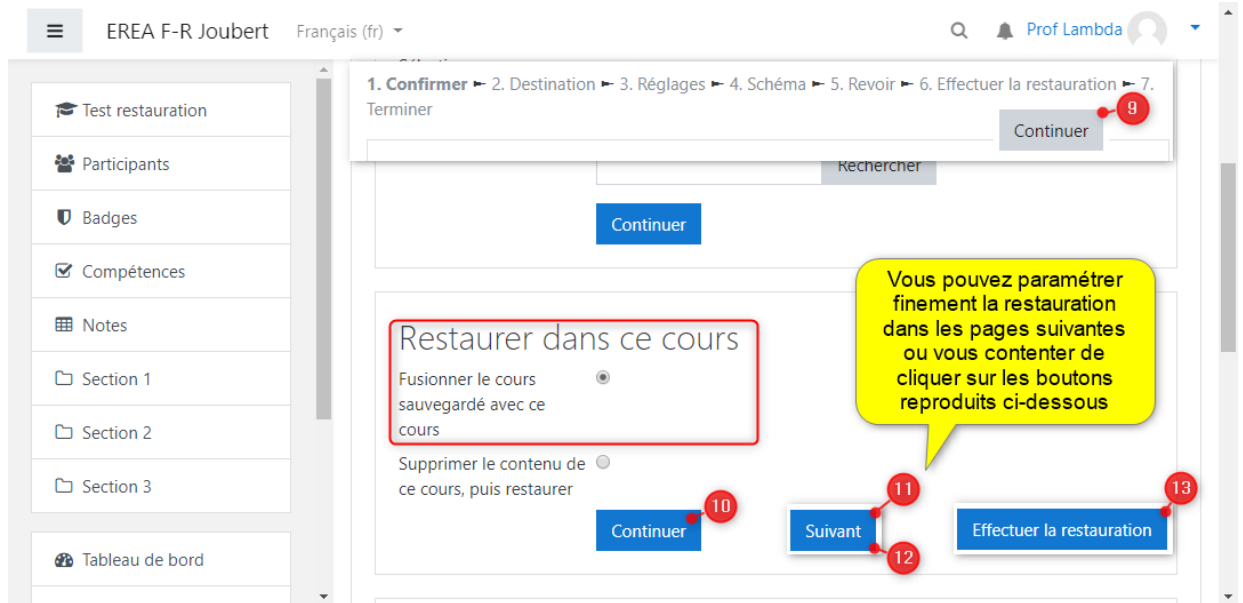 EREA F-R Joubert Français (fr) Prof Lambda
Test restauration
Participants
Badges
Compétences
Notes
Section 1
Section 2
Section 3
Tableau de bord
1. Confirmer ► 2. Destination ► 3. Réglages ► 4. Schéma ► 5. Revoir ► 6. Effectuer la restauration ► 7.
Terminer
9
Continuer
Rechercher
Continuer
Vous pouvez paramétrer
finement la restauration
dans les pages suivantes
ou vous contenter de
cliquer sur les boutons
reproduits ci-dessous
Restaurer dans ce cours
Fusionner le cours
sauvegardé avec ce
cours
Supprimer le contenu de
ce cours, puis restaurer
10
Continuer
11
Suivant
12
13
Effectuer la restauration